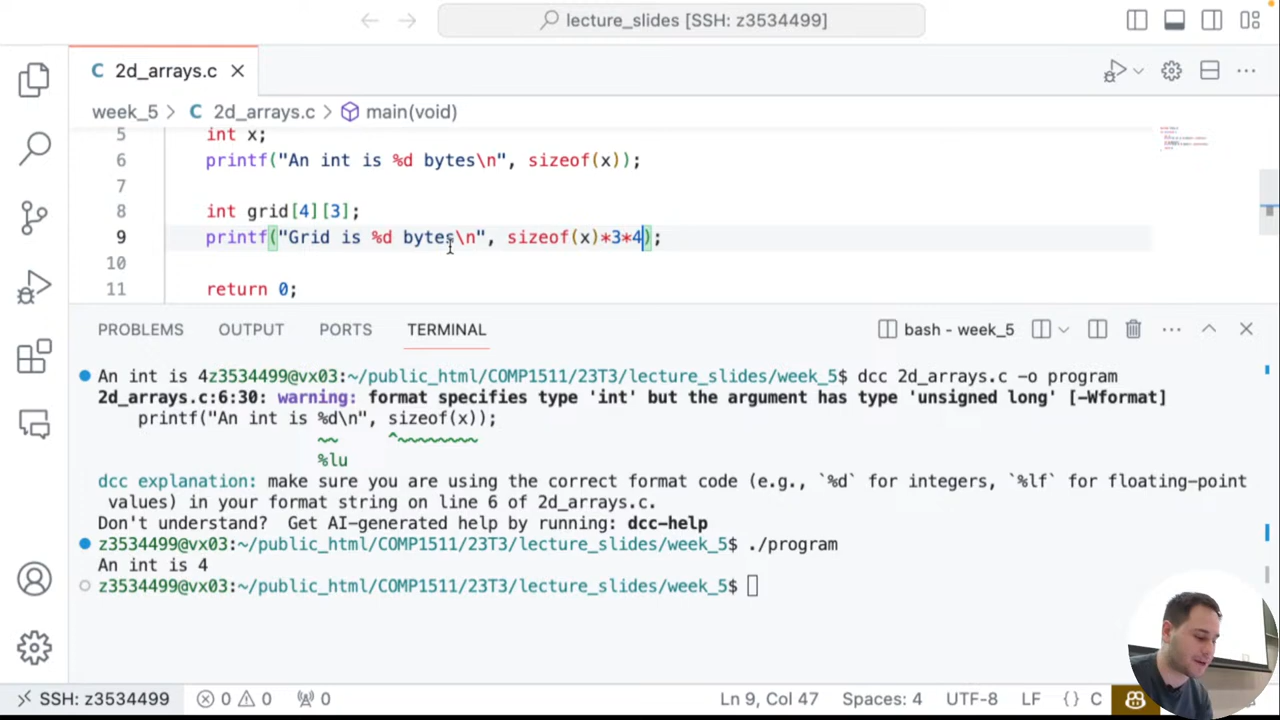 lecture_slides [SSH: z3534499]
C 2d_arrays.c
week_5 > C 2d_arrays.c > main(void)
5 int x;
6 printf("An int is %d bytes\n", sizeof(x));
7
8 int grid[4][3];
9 printf("Grid is %d bytes\n", sizeof(x)*3*4);
10
11 return 0;
PROBLEMS OUTPUT PORTS TERMINAL bash - week_5
An int is 4z3534499@vx03:~/public_html/COMP1511/23T3/lecture_slides/week_5$ dcc 2d_arrays.c -o program
2d_arrays.c:6:30: warning: format specifies type 'int' but the argument has type 'unsigned long' [-Wformat]
printf("An int is %d\n", sizeof(x));
~~ ^~~~~~~~~
%lu
dcc explanation: make sure you are using the correct format code (e.g., `%d` for integers, `%lf` for floating-point
values) in your format string on line 6 of 2d_arrays.c.
Don't understand? Get AI-generated help by running: dcc-help
z3534499@vx03:~/public_html/COMP1511/23T3/lecture_slides/week_5$ ./program
An int is 4
z3534499@vx03:~/public_html/COMP1511/23T3/lecture_slides/week_5$
SSH: z3534499 0 0 0 Ln 9, Col 47 Spaces: 4 UTF-8 LF {} C